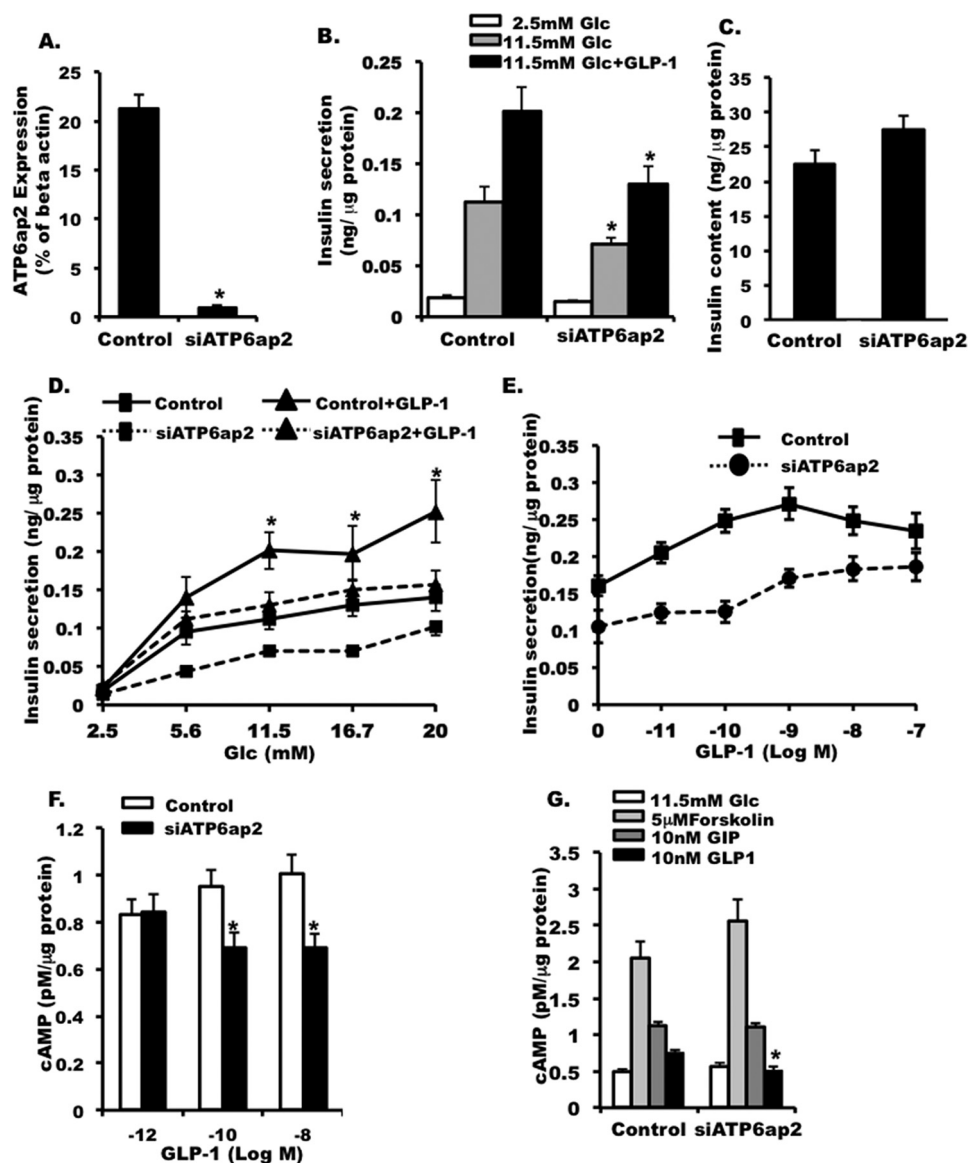 A.
ATP6ap2 Expression
(% of beta actin)
25
20
15
10
5
0
*
Control siATP6ap2
B.
2.5mM Glc
11.5mM Glc
11.5mM Glc+GLP-1
Insulin secretion
(ng/ μg protein)
0.25
0.2
0.15
0.1
0.05
0
*
*
Control siATP6ap2
C.
Insulin content (ng/ μg protein)
35
30
25
20
15
10
5
0
Control siATP6ap2
D.
Control
Control+GLP-1
siATP6ap2
siATP6ap2+GLP-1
Insulin secretion (ng/ μg protein)
0.35
0.3
0.25
0.2
0.15
0.1
0.05
0
*
*
*
2.5 5.6 11.5 16.7 20
Glc (mM)
E.
Control
siATP6ap2
Insulin secretion(ng/ μg protein)
0.35
0.3
0.25
0.2
0.15
0.1
0.05
0
0 -11 -10 -9 -8 -7
GLP-1 (Log M)
F.
Control
siATP6ap2
cAMP (pM/μg protein)
1.2
1
0.8
0.6
0.4
0.2
0
*
*
-12 -10 -8
GLP-1 (Log M)
G.
11.5mM Glc
5μMForskolin
10nM GIP
10nM GLP1
cAMP (pM/μg protein)
3.5
3
2.5
2
1.5
1
0.5
0
*
Control siATP6ap2